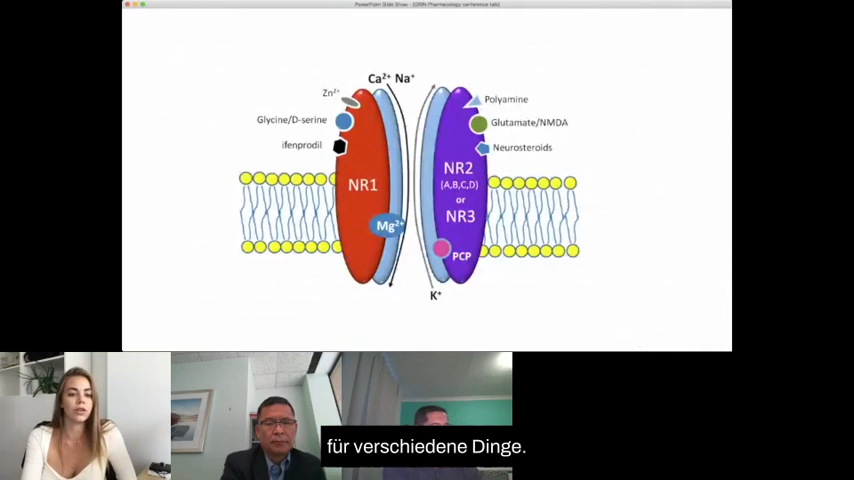 PowerPoint Slide Show - [GRIN Pharmacology conference talk]
Ca²⁺ Na⁺
Zn²⁺
Glycine/D-serine
ifenprodil
NR1
Mg²⁺
Polyamine
Glutamate/NMDA
Neurosteroids
NR2
(A,B,C,D)
or
NR3
PCP
K⁺
für verschiedene Dinge.